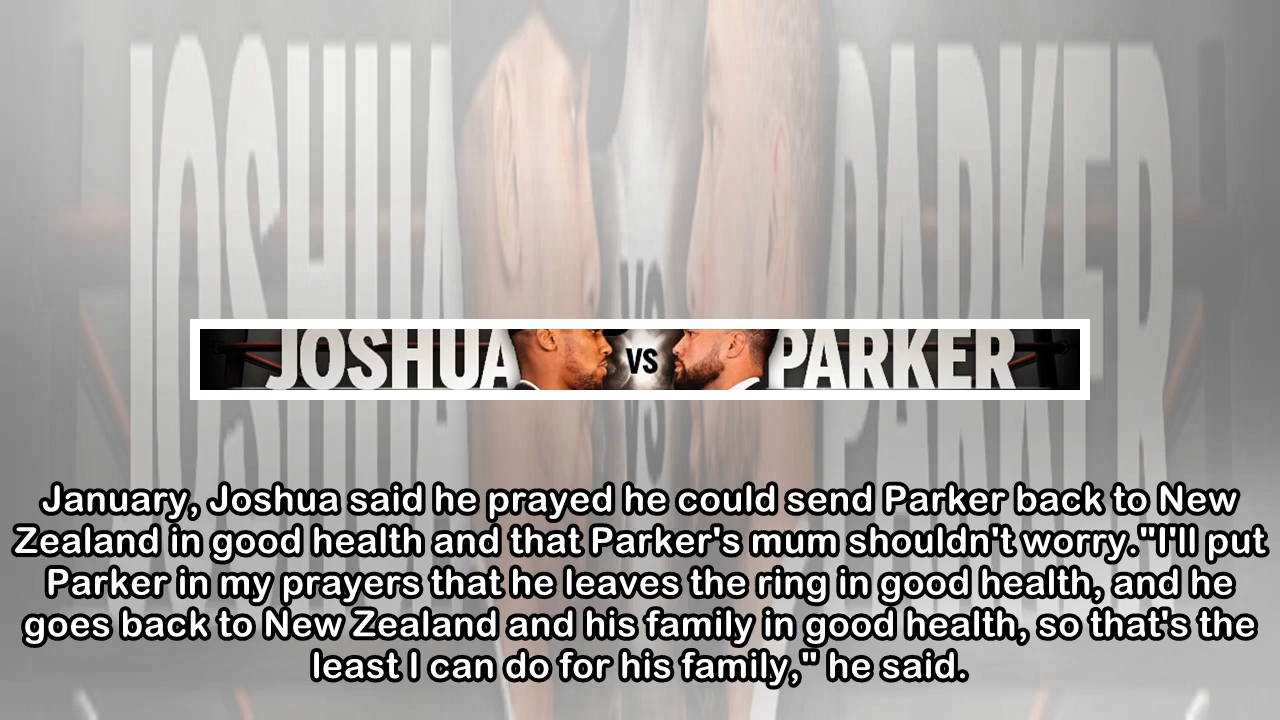 JOSHUA VS PARKER
JOSHUA VS PARKER
January, Joshua said he prayed he could send Parker back to New
Zealand in good health and that Parker's mum shouldn't worry."I'll put
Parker in my prayers that he leaves the ring in good health, and he
goes back to New Zealand and his family in good health, so that's the
least I can do for his family," he said.